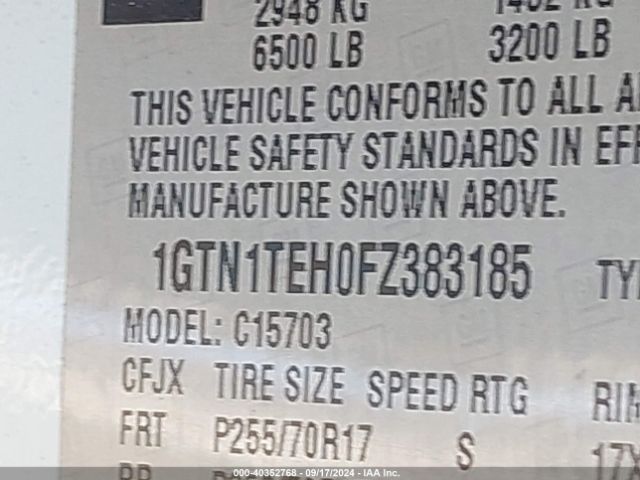 2948 KG
6500 LB 3200 LB
THIS VEHICLE CONFORMS TO ALL
VEHICLE SAFETY STANDARDS IN
MANUFACTURE SHOWN ABOVE.
1GTN1TEH0FZ383185
MODEL: C15703
CFJX TIRE SIZE SPEED RTG
FRT P255/70R17 S
000-40352768 - 09/17/2024 - IAA Inc.